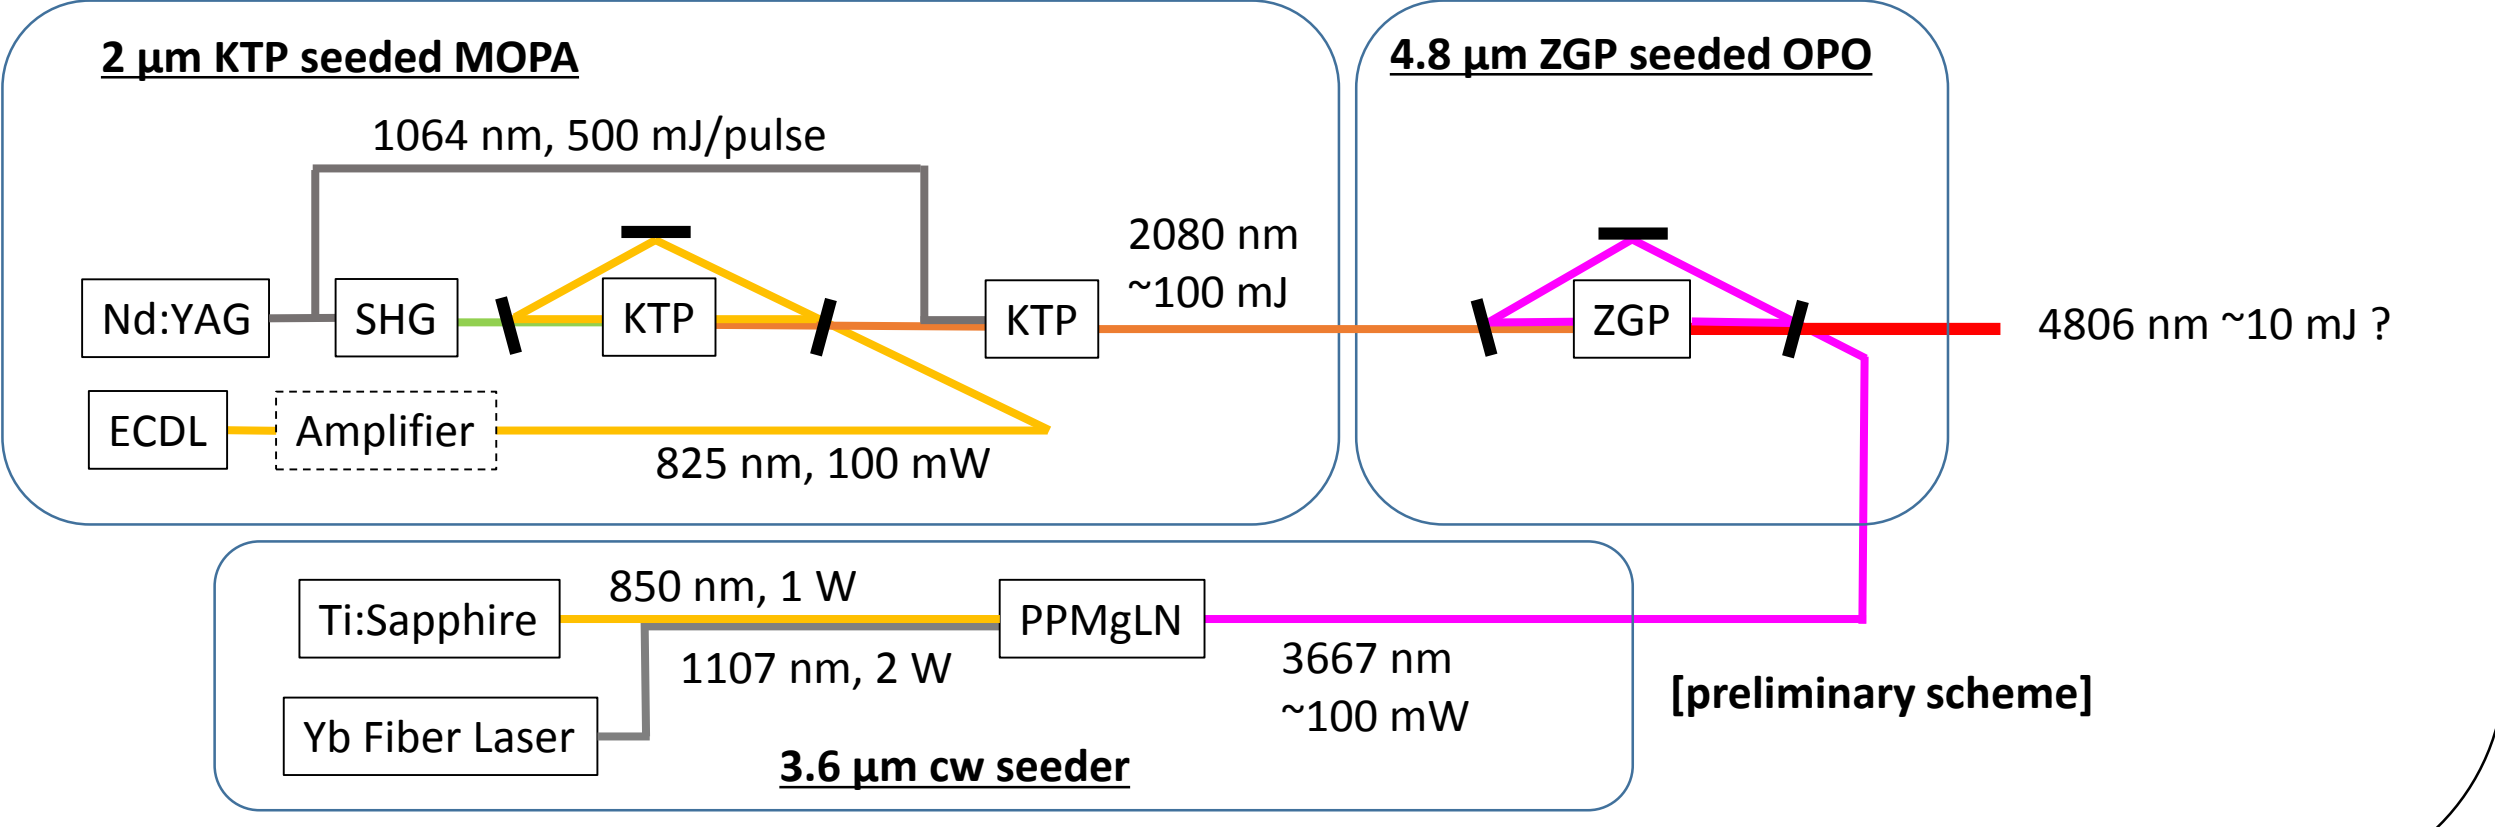 2 µm KTP seeded MOPA
4.8 µm ZGP seeded OPO
1064 nm, 500 mJ/pulse
2080 nm
~100 mJ
Nd:YAG
SHG
KTP
KTP
ZGP
4806 nm ~10 mJ ?
ECDL
Amplifier
825 nm, 100 mW
850 nm, 1 W
Ti:Sapphire
PPMgLN
1107 nm, 2 W
3667 nm
~100 mW
[preliminary scheme]
Yb Fiber Laser
3.6 µm cw seeder